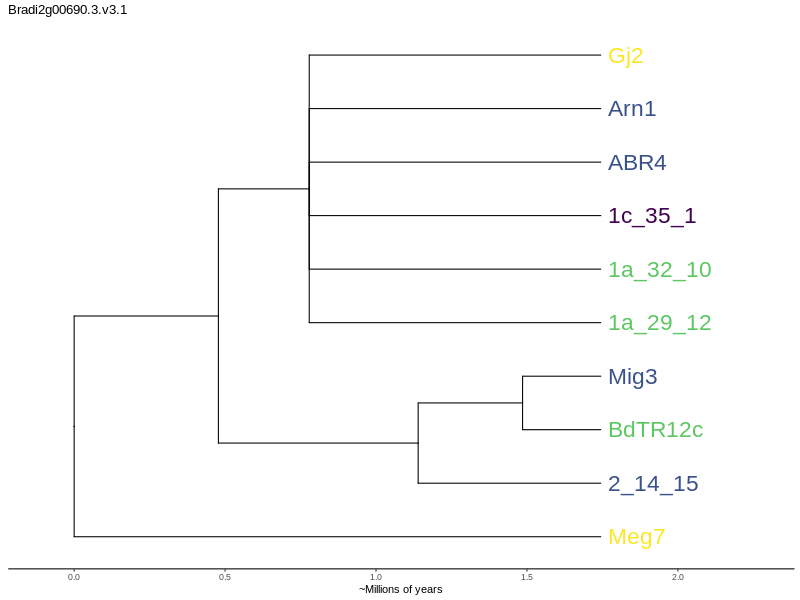 Bradi2g00690.3.v3.1
Gj2
Arn1
ABR4
1c_35_1
1a_32_10
1a_29_12
Mig3
BdTR12c
2_14_15
Meg7
0.0 0.5 1.0 1.5 2.0
~Millions of years